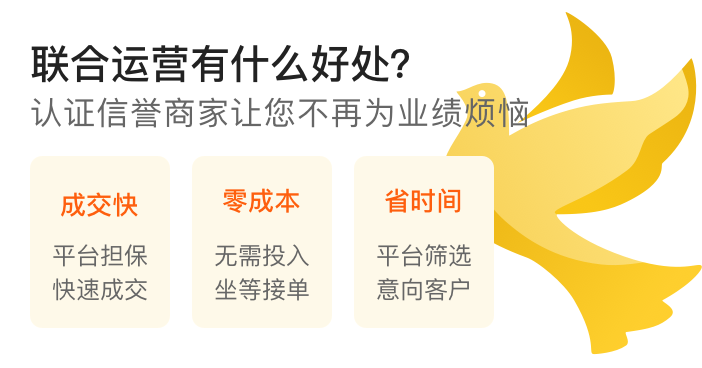 联合运营有什么好处?
认证信誉商家让您不再为业绩烦恼
成交快
平台担保
快速成交
零成本
无需投入
坐等接单
省时间
平台筛选
意向客户